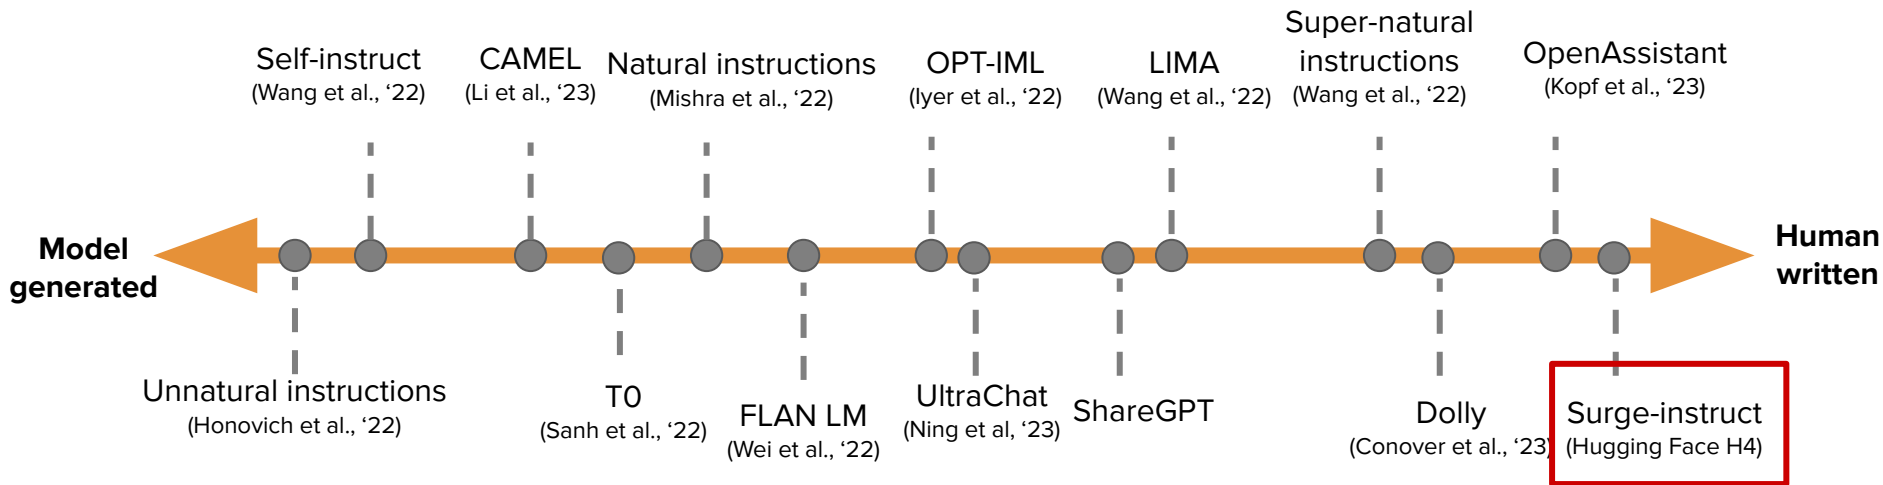 Self-instruct
(Wang et al., ‘22)
CAMEL
(Li et al., ‘23)
Natural instructions
(Mishra et al., ‘22)
OPT-IML
(Iyer et al., ‘22)
LIMA
(Wang et al., ‘22)
Super-natural
instructions
(Wang et al., ‘22)
OpenAssistant
(Kopf et al., ‘23)
Model
generated
Human
written
Unnatural instructions
(Honovich et al., ‘22)
T0
(Sanh et al., ‘22)
FLAN LM
(Wei et al., ‘22)
UltraChat
(Ning et al, ‘23)
ShareGPT
Dolly
(Conover et al., ‘23)
Surge-instruct
(Hugging Face H4)